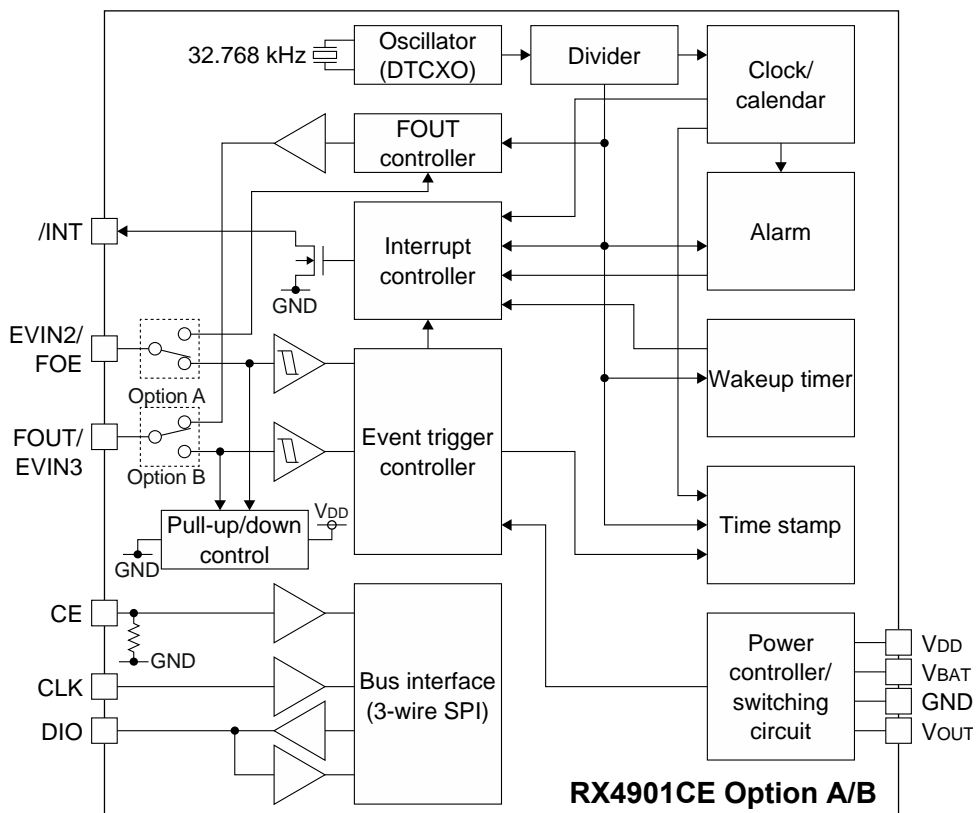 32.768 kHz
Oscillator
(DTCXO)
Divider
Clock/
calendar
FOUT
controller
/INT
Interrupt
controller
Alarm
GND
EVIN2/
FOE
Option A
Wakeup timer
FOUT/
EVIN3
Option B
Event trigger
controller
Pull-up/down
control
VDD
GND
Time stamp
CE
GND
CLK
DIO
Bus interface
(3-wire SPI)
Power
controller/
switching
circuit
VDD
VBAT
GND
VOUT
RX4901CE Option A/B